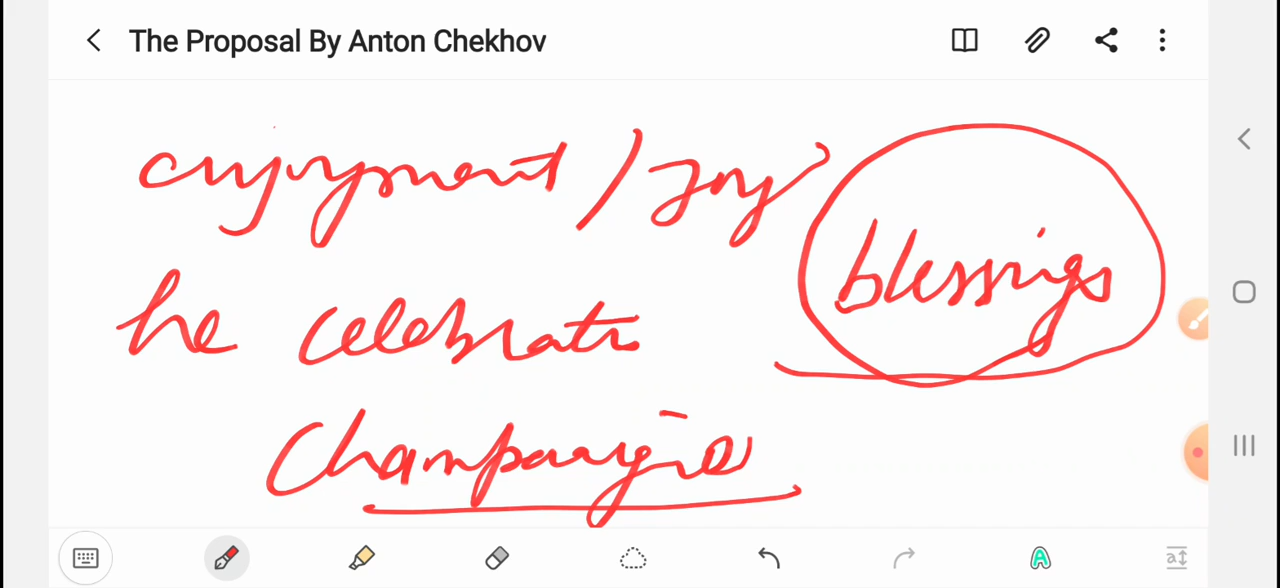 The Proposal By Anton Chekhov
enjoyment / Joy
blessings
he celebrate
Champagne